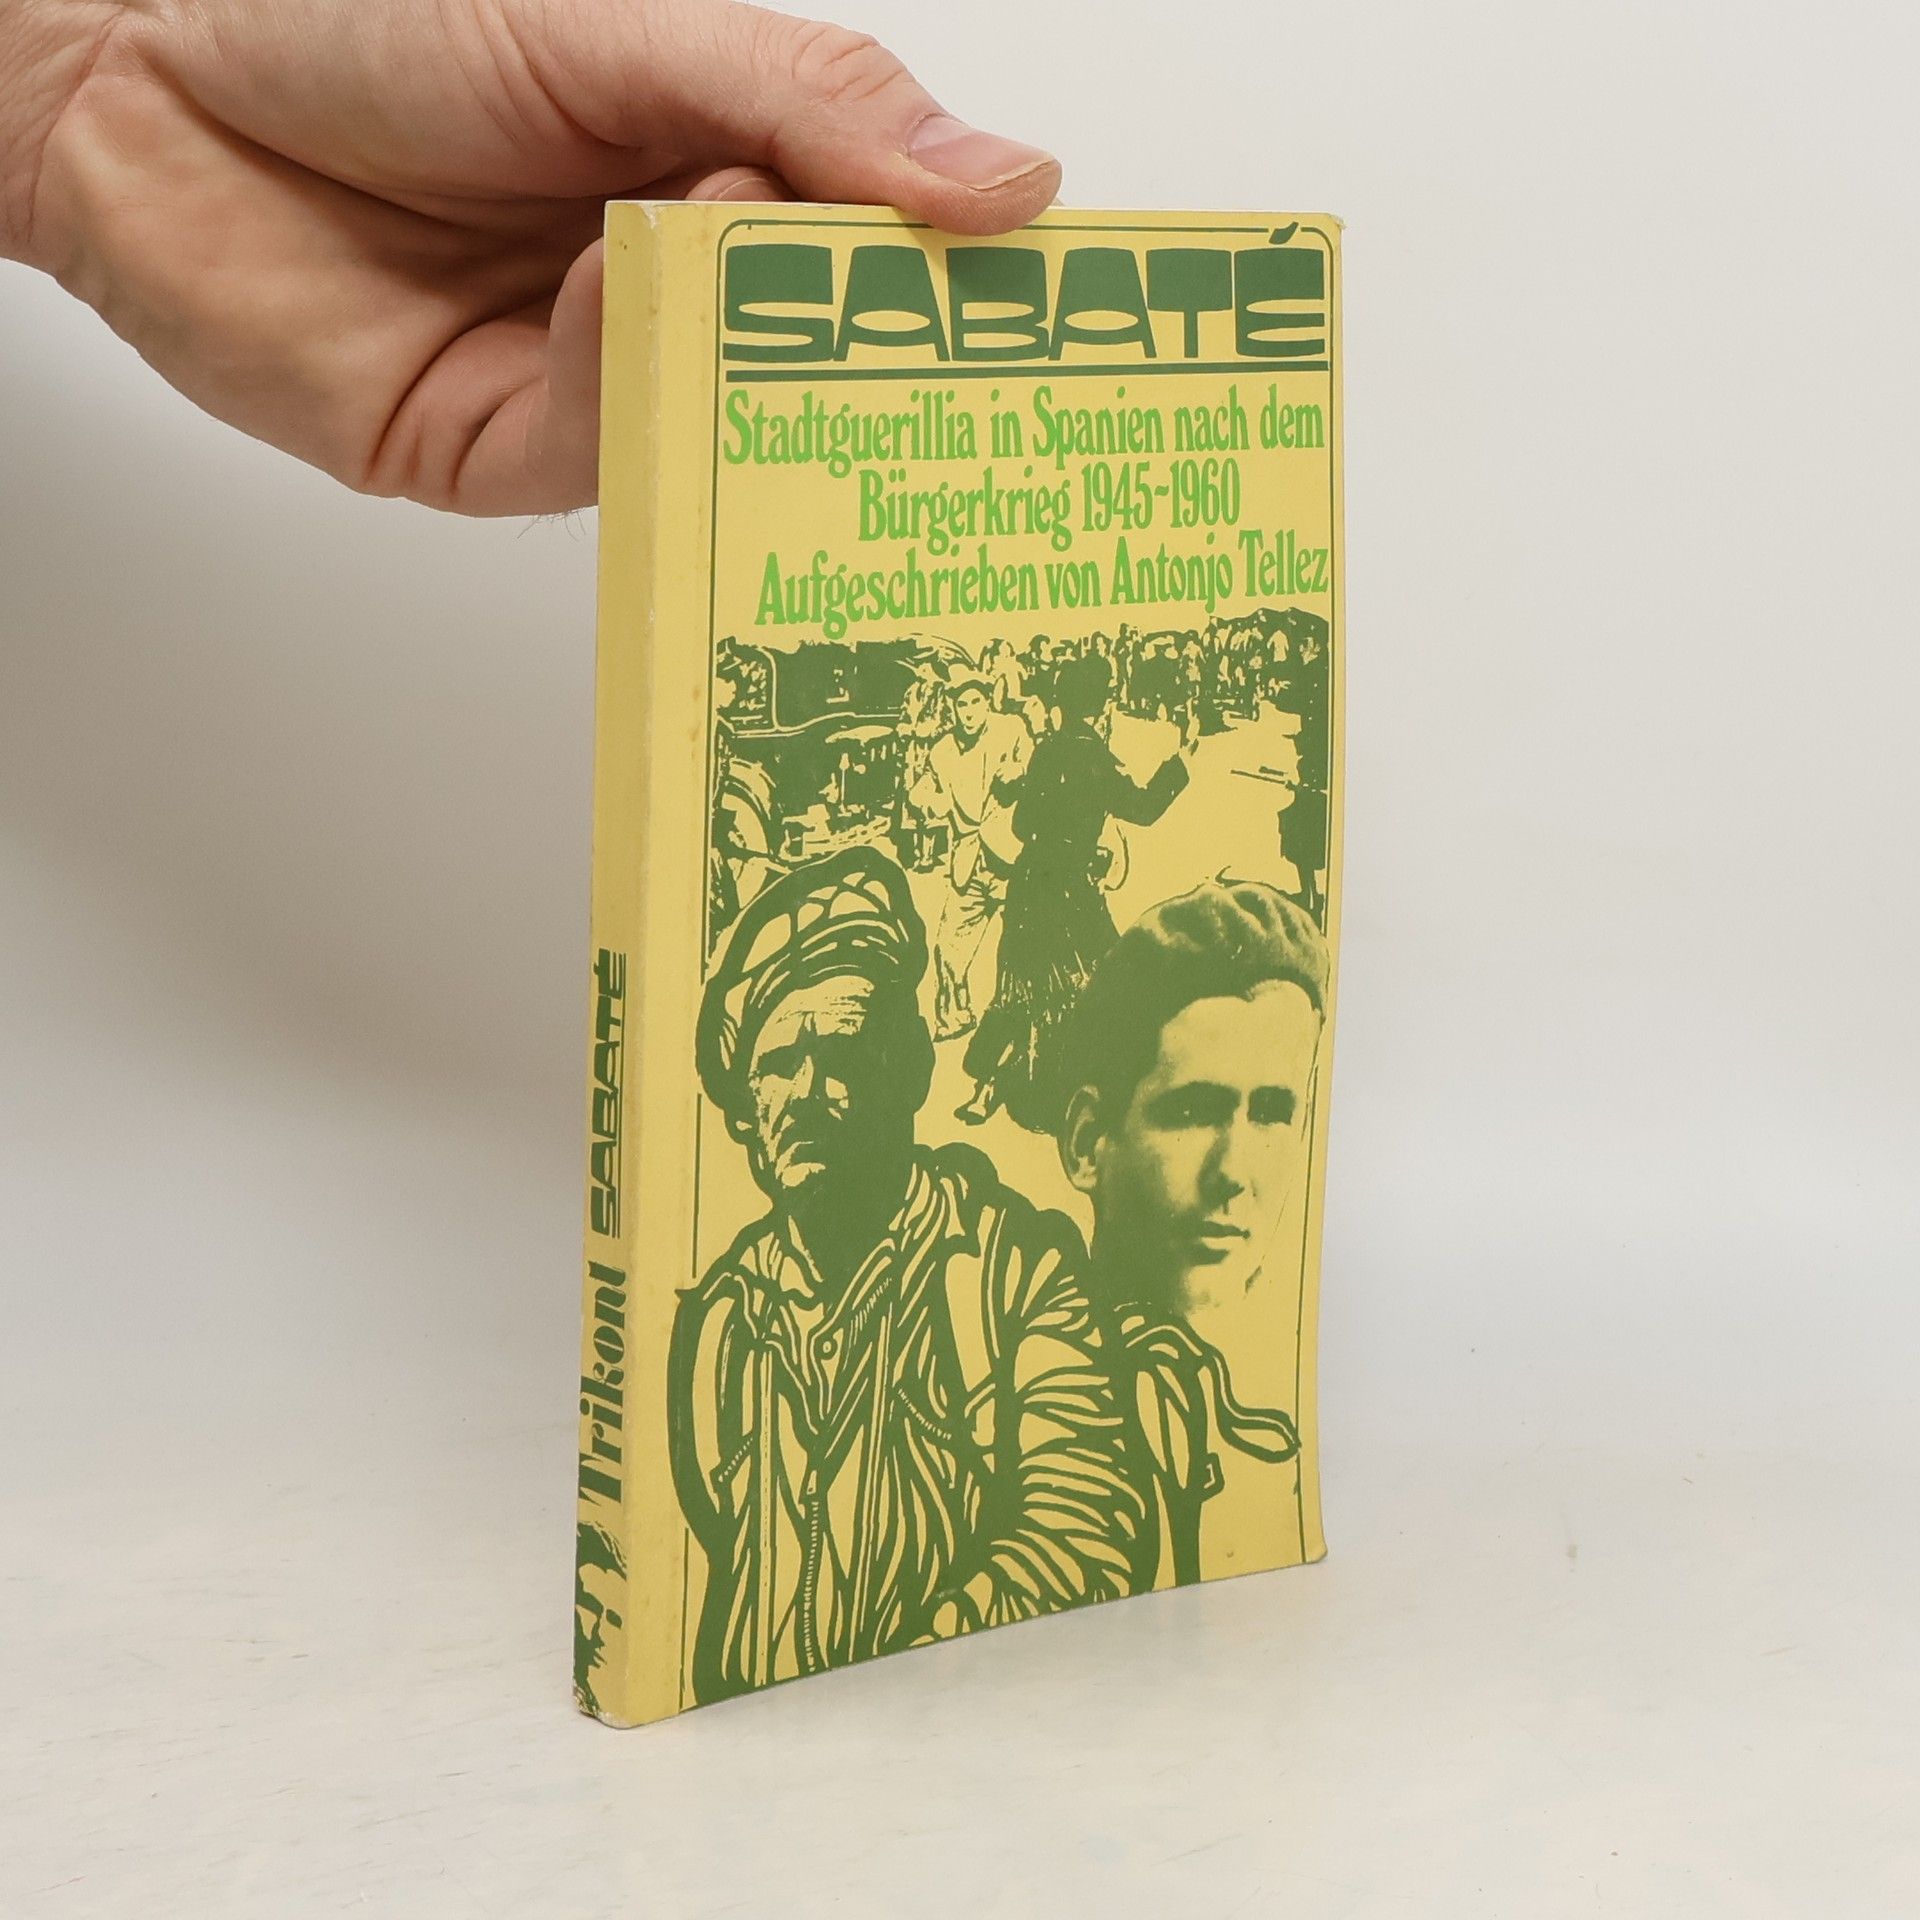 SABATÉ
Stadtguerillia in Spanien nach dem
Bürgerkrieg 1945-1960
Aufgeschrieben von Antonjo Tellez
Trikont SABATÉ